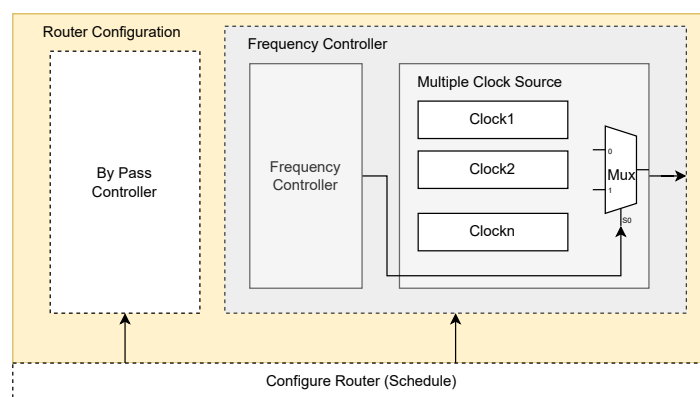 Router Configuration
Frequency Controller
By Pass
Controller
Frequency
Controller
Multiple Clock Source
Clock1
Clock2
Clockn
0
Mux
1
S0
Configure Router (Schedule)